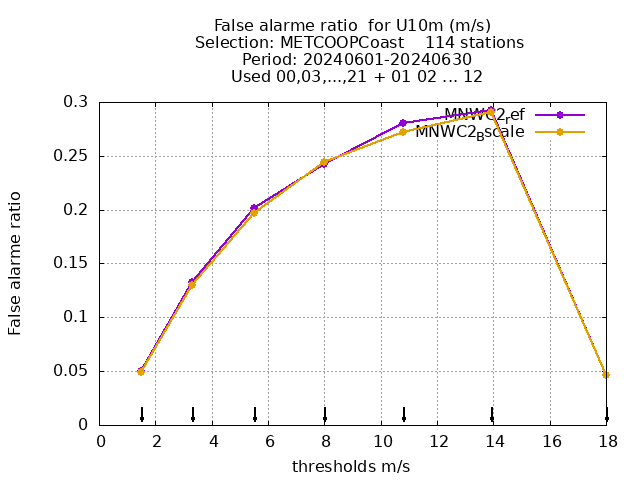 False alarme ratio  for U10m (m/s)
Selection: METCOOPCoast    114 stations
Period: 20240601-20240630
Used 00,03,...,21 + 01 02 ... 12
MNWC2ref
MNWC2Bscale
0.3
0.25
0.2
0.15
0.1
0.05
0
False alarme ratio
0 2 4 6 8 10 12 14 16 18
thresholds m/s